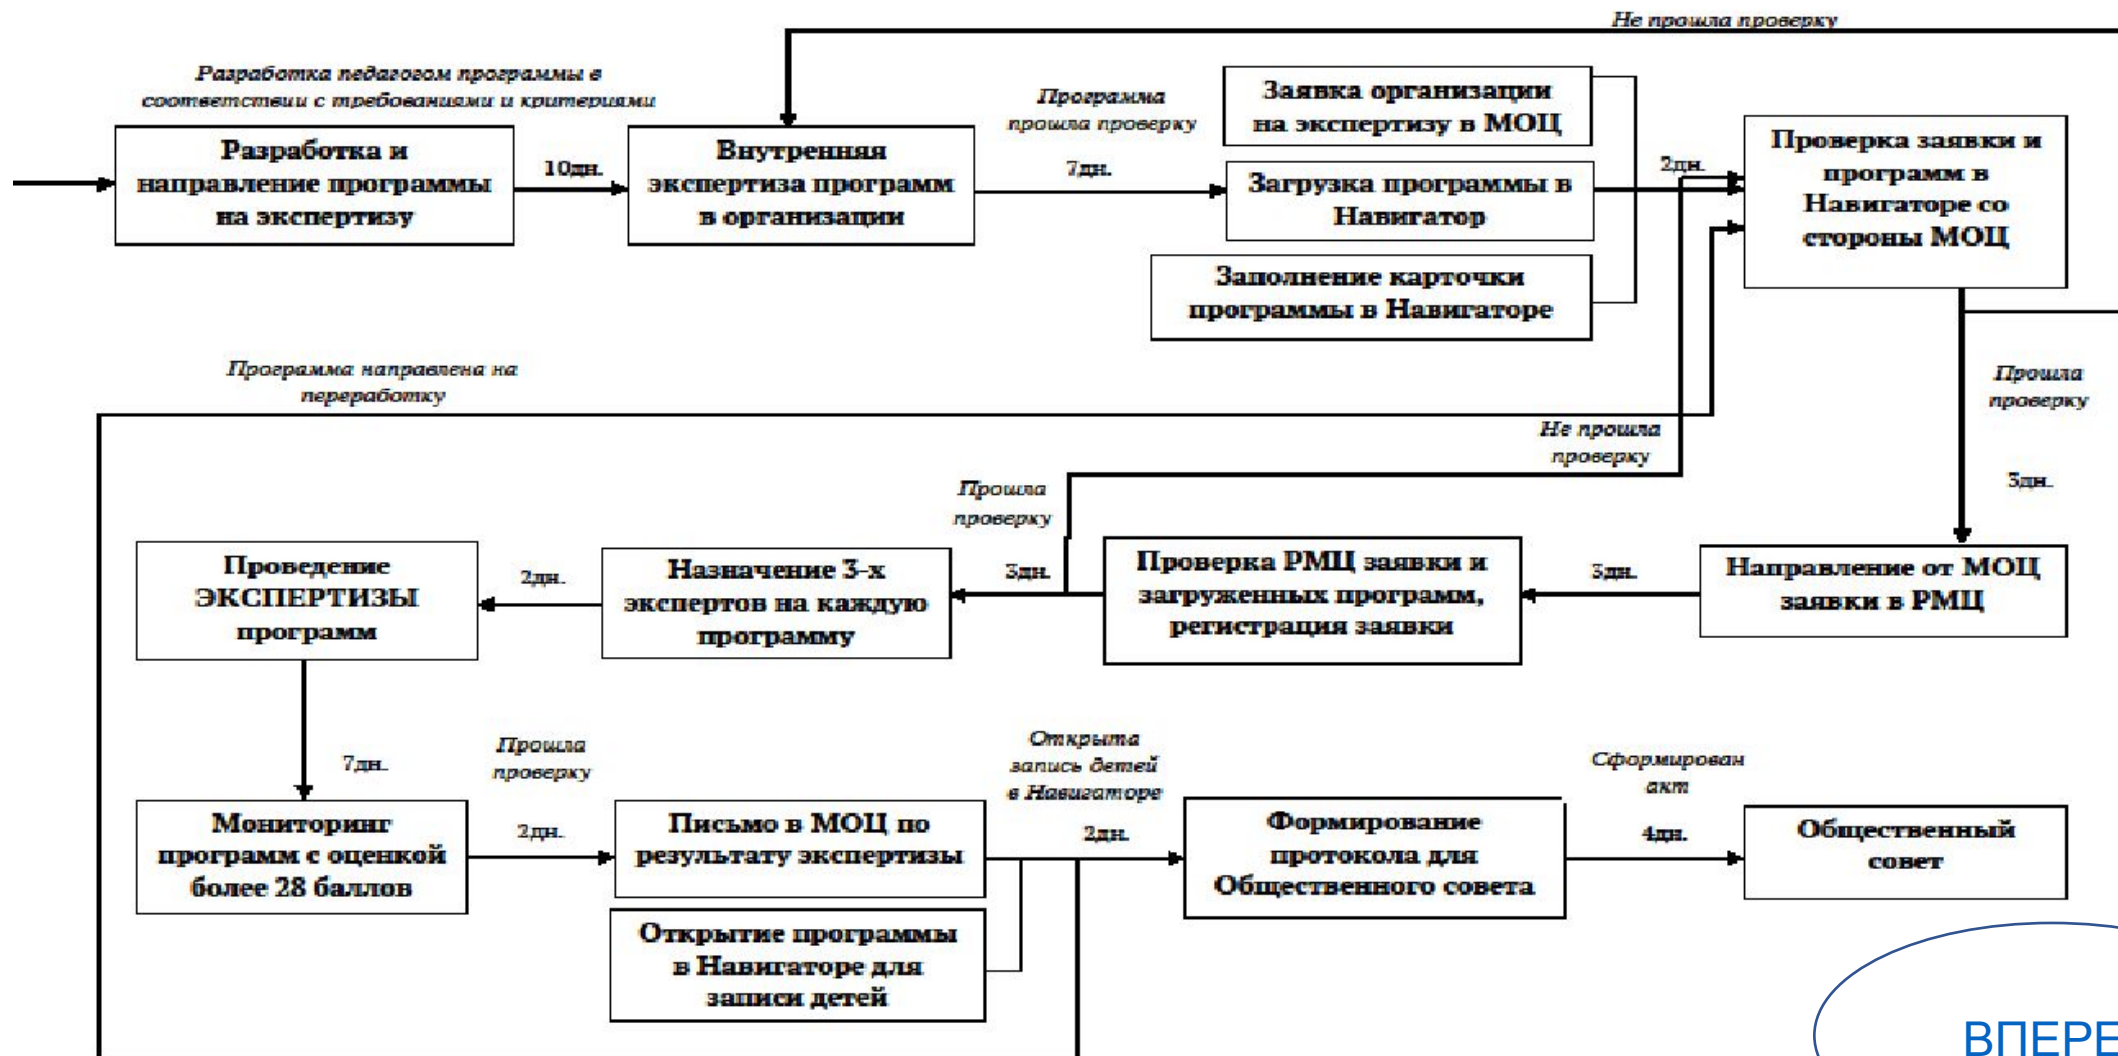 Не прошла проверку
Разработка педагогом программы в
соответствии с требованиями и критериями
Разработка и
направление программы
на экспертизу
10дн.
Внутренняя
экспертиза программ
в организации
Программа
прошла проверку
7дн.
Заявка организации
на экспертизу в МОЦ
Загрузка программы в
Навигатор
Заполнение карточки
программы в Навигаторе
2дн.
Проверка заявки и
программ в
Навигаторе со
стороны МОЦ
Программа направлена на
переработку
Прошла
проверку
3дн.
Не прошла
проверку
Направление от МОЦ
заявки в РМЦ
3дн.
Проверка РМЦ заявки и
загруженных программ,
регистрация заявки
Прошла
проверку
3дн.
Назначение 3-х
экспертов на каждую
программу
2дн.
Проведение
ЭКСПЕРТИЗЫ
программ
7дн.
Мониторинг
программ с оценкой
более 28 баллов
Прошла
проверку
2дн.
Письмо в МОЦ по
результату экспертизы
Открытие программы
в Навигаторе для
записи детей
Открыта
запись детей
в Навигаторе
2дн.
Формирование
протокола для
Общественного совета
Сформирован
акт
4дн.
Общественный
совет
ВПЕРЕ